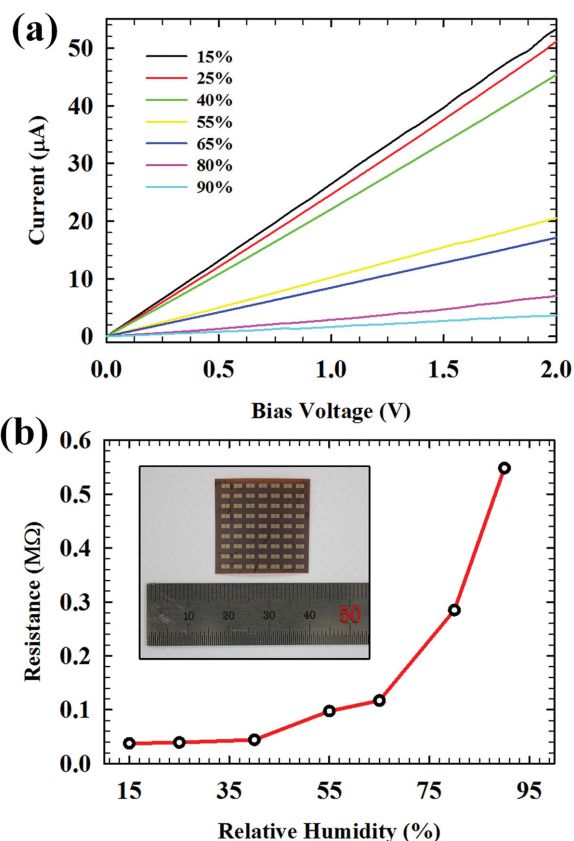 (a)
50
40
30
20
10
0
Current (μA)
15%
25%
40%
55%
65%
80%
90%
0.0 0.5 1.0 1.5 2.0
Bias Voltage (V)
(b)
0.6
0.5
0.4
0.3
0.2
0.1
0.0
Resistance (MΩ)
10 20 30 40 50
15 35 55 75 95
Relative Humidity (%)